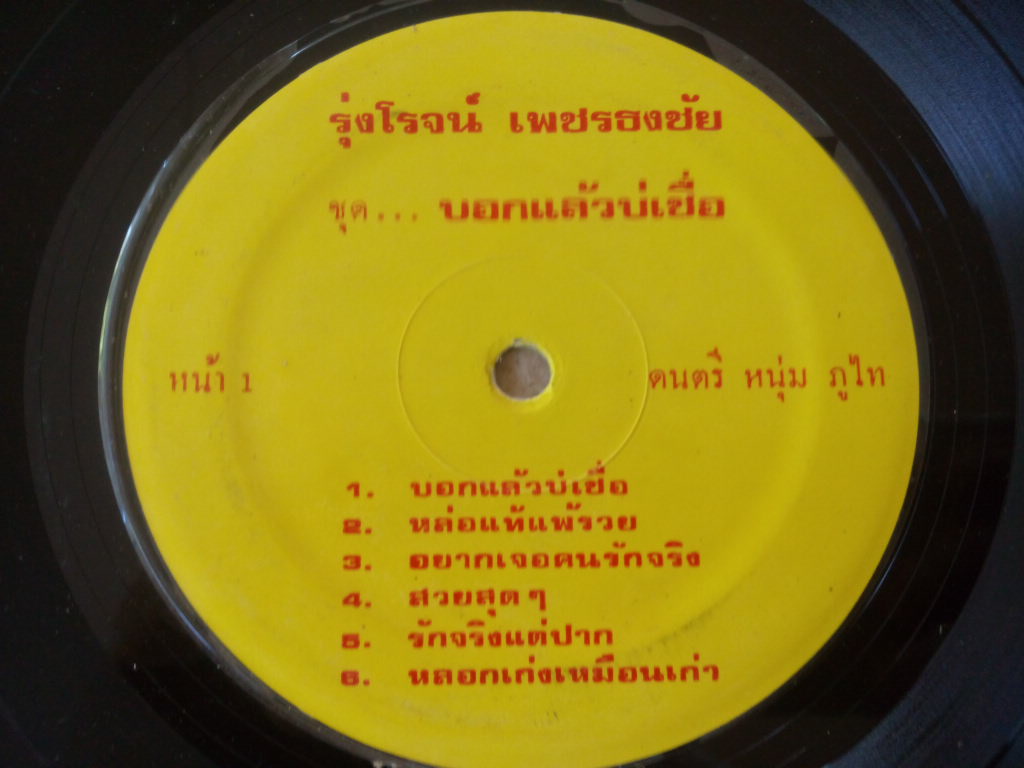 รุ่งโรจน์ เพชรธงชัย
ชุด... บอกแล้วบ่เชื่อ
หน้า 1
ดนตรี หนุ่ม ภูไท
1. บอกแล้วบ่เชื่อ
2. หล่อแท้แพ้รวย
3. อยากเจอคนรักจริง
4. สวยสุดๆ
5. รักจริงแต่ปาก
6. หลอกเก่งเหมือนเก่า